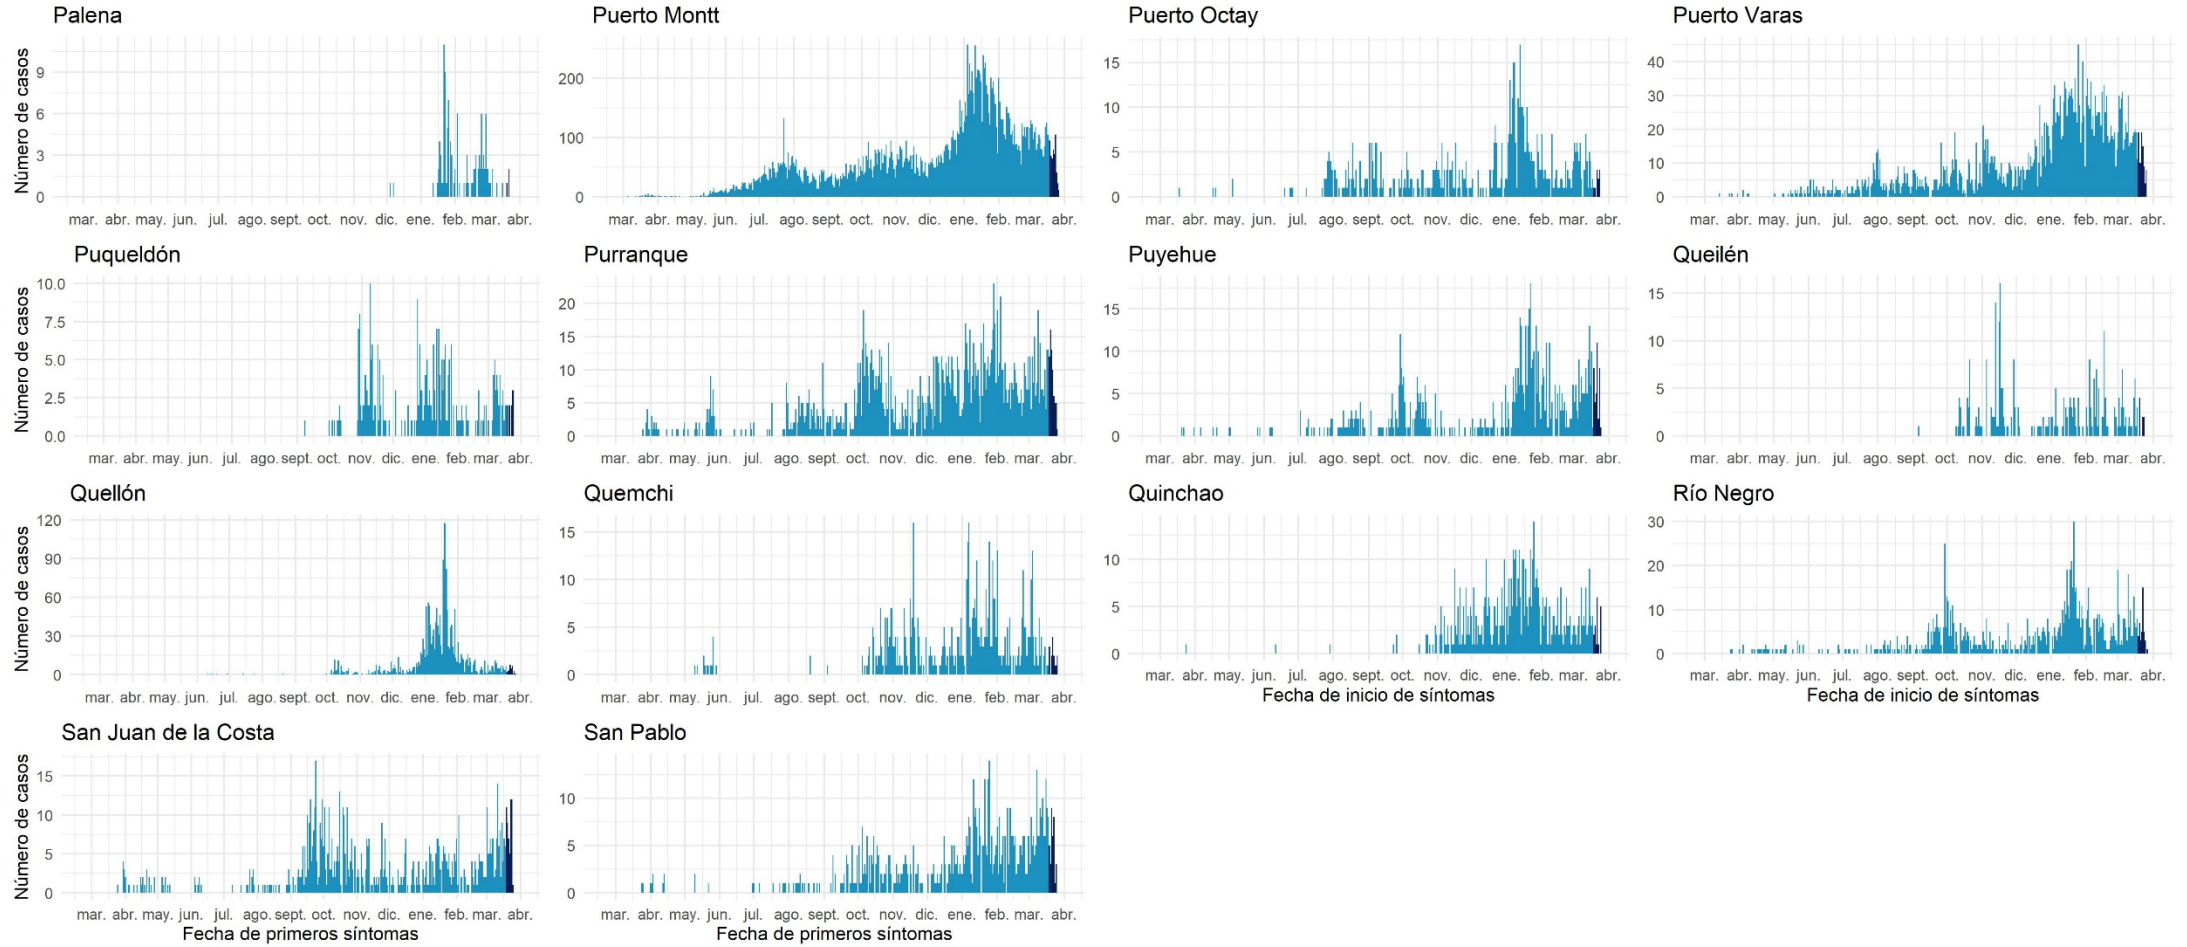 Palena
Número de casos
9
6
3
0
mar. abr. may. jun. jul. ago. sept. oct. nov. dic. ene. feb. mar. abr.
Puerto Montt
200
100
0
mar. abr. may. jun. jul. ago. sept. oct. nov. dic. ene. feb. mar. abr.
Puerto Octay
15
10
5
0
mar. abr. may. jun. jul. ago. sept. oct. nov. dic. ene. feb. mar. abr.
Puerto Varas
40
30
20
10
0
mar. abr. may. jun. jul. ago. sept. oct. nov. dic. ene. feb. mar. abr.
Puqueldón
Número de casos
10.0
7.5
5.0
2.5
0.0
mar. abr. may. jun. jul. ago. sept. oct. nov. dic. ene. feb. mar. abr.
Purranque
20
15
10
5
0
mar. abr. may. jun. jul. ago. sept. oct. nov. dic. ene. feb. mar. abr.
Puyehue
15
10
5
0
mar. abr. may. jun. jul. ago. sept. oct. nov. dic. ene. feb. mar. abr.
Queilén
15
10
5
0
mar. abr. may. jun. jul. ago. sept. oct. nov. dic. ene. feb. mar. abr.
Quellón
Número de casos
120
90
60
30
0
mar. abr. may. jun. jul. ago. sept. oct. nov. dic. ene. feb. mar. abr.
Quemchi
15
10
5
0
mar. abr. may. jun. jul. ago. sept. oct. nov. dic. ene. feb. mar. abr.
Quinchao
10
5
0
mar. abr. may. jun. jul. ago. sept. oct. nov. dic. ene. feb. mar. abr.
Fecha de inicio de síntomas
Río Negro
30
20
10
0
mar. abr. may. jun. jul. ago. sept. oct. nov. dic. ene. feb. mar. abr.
Fecha de inicio de síntomas
San Juan de la Costa
Número de casos
15
10
5
0
mar. abr. may. jun. jul. ago. sept. oct. nov. dic. ene. feb. mar. abr.
Fecha de primeros síntomas
San Pablo
10
5
0
mar. abr. may. jun. jul. ago. sept. oct. nov. dic. ene. feb. mar. abr.
Fecha de primeros síntomas